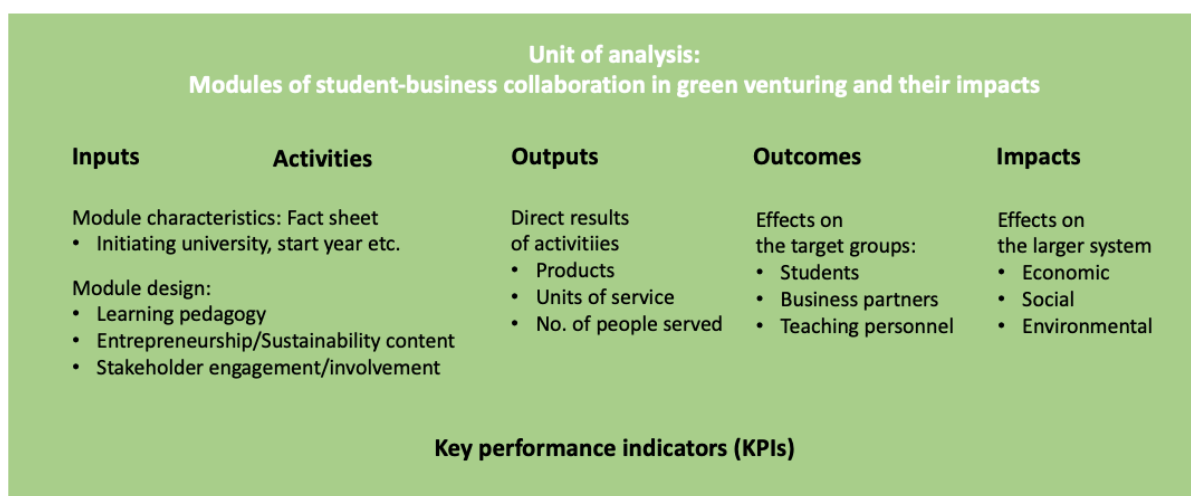 Unit of analysis:
Modules of student-business collaboration in green venturing and their impacts
Inputs
Activities
Module characteristics: Fact sheet
• Initiating university, start year etc.
Module design:
• Learning pedagogy
• Entrepreneurship/Sustainability content
• Stakeholder engagement/involvement
Outputs
Direct results
of activitiies
• Products
• Units of service
• No. of people served
Outcomes
Effects on
the target groups:
• Students
• Business partners
• Teaching personnel
Impacts
Effects on
the larger system
• Economic
• Social
• Environmental
Key performance indicators (KPIs)